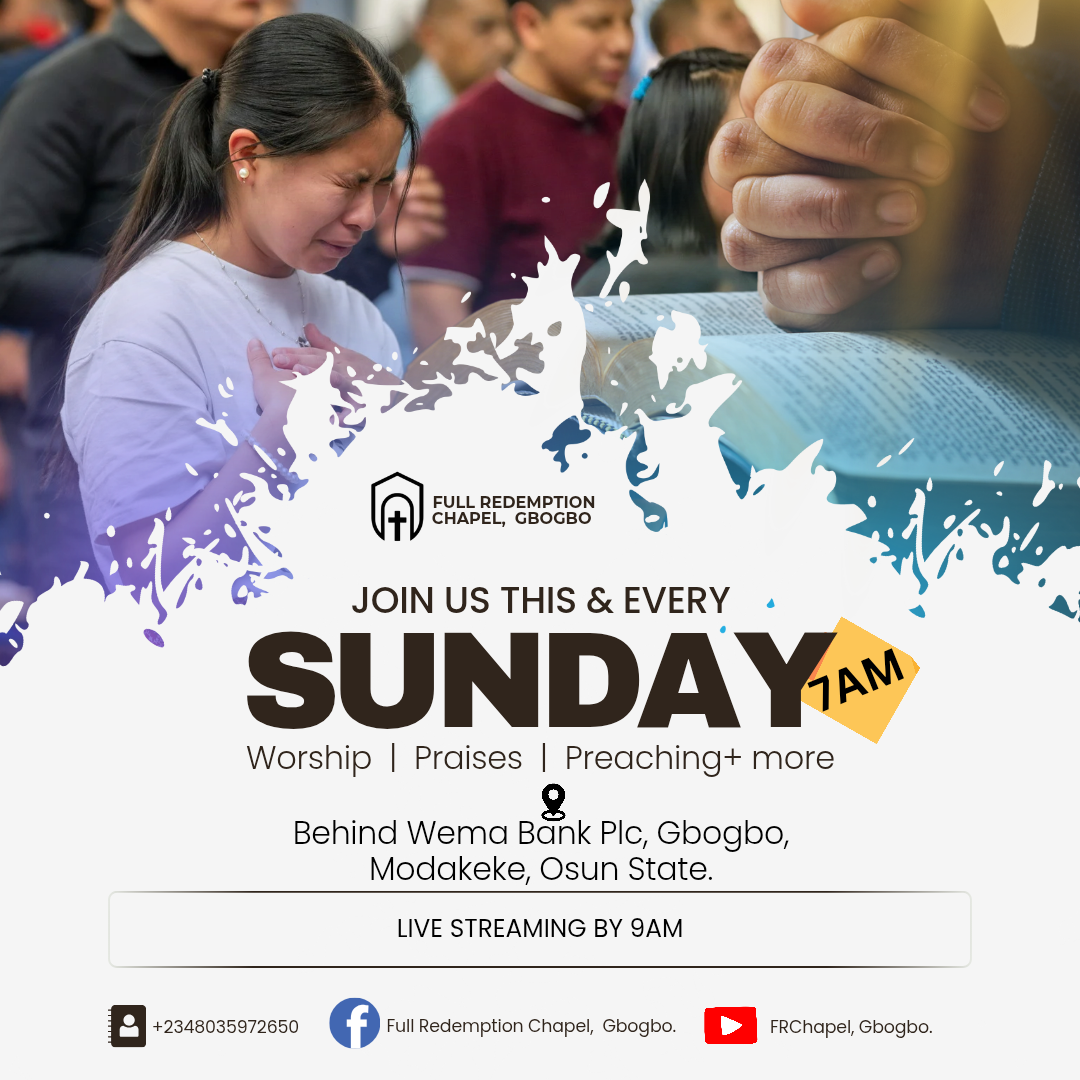 FULL REDEMPTION
CHAPEL, GBOGBO
JOIN US THIS & EVERY
SUNDAY
7AM
Worship | Praises | Preaching+ more
Behind Wema Bank Plc, Gbogbo,
Modakeke, Osun State.
LIVE STREAMING BY 9AM
+2348035972650
Full Redemption Chapel, Gbogbo.
FRChapel, Gbogbo.